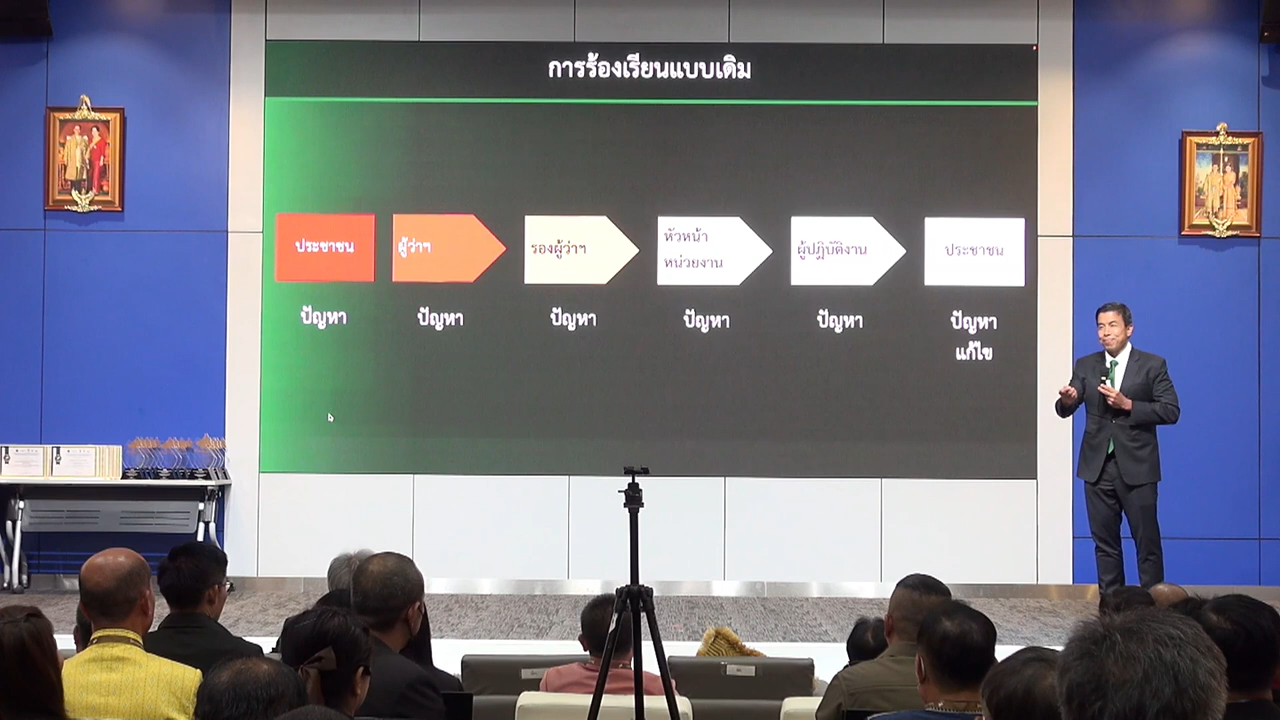 การร้องเรียนแบบเดิม
ประชาชน
ผู้ว่าฯ
รองผู้ว่าฯ
หัวหน้า
หน่วยงาน
ผู้ปฏิบัติงาน
ประชาชน
ปัญหา
ปัญหา
ปัญหา
ปัญหา
ปัญหา
ปัญหา
แก้ไข